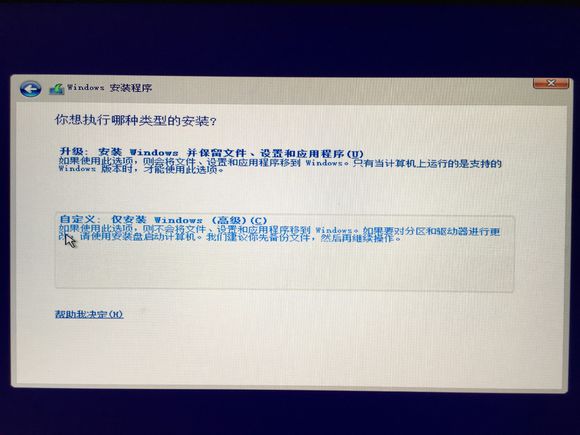 Windows 安装程序
你想执行哪种类型的安装?
升级: 安装 Windows 并保留文件、设置和应用程序(U)
如果使用此选项，则会将文件、设置和应用程序移到 Windows。只有当计算机上运行的是支持的
Windows 版本时，才能使用此选项。
自定义: 仅安装 Windows (高级)(C)
如果使用此选项，则不会将文件、设置和应用程序移到 Windows。如果要对分区和驱动器进行更
请使用安装盘启动计算机。我们建议你先备份文件，然后再继续操作。
帮助我决定(H)